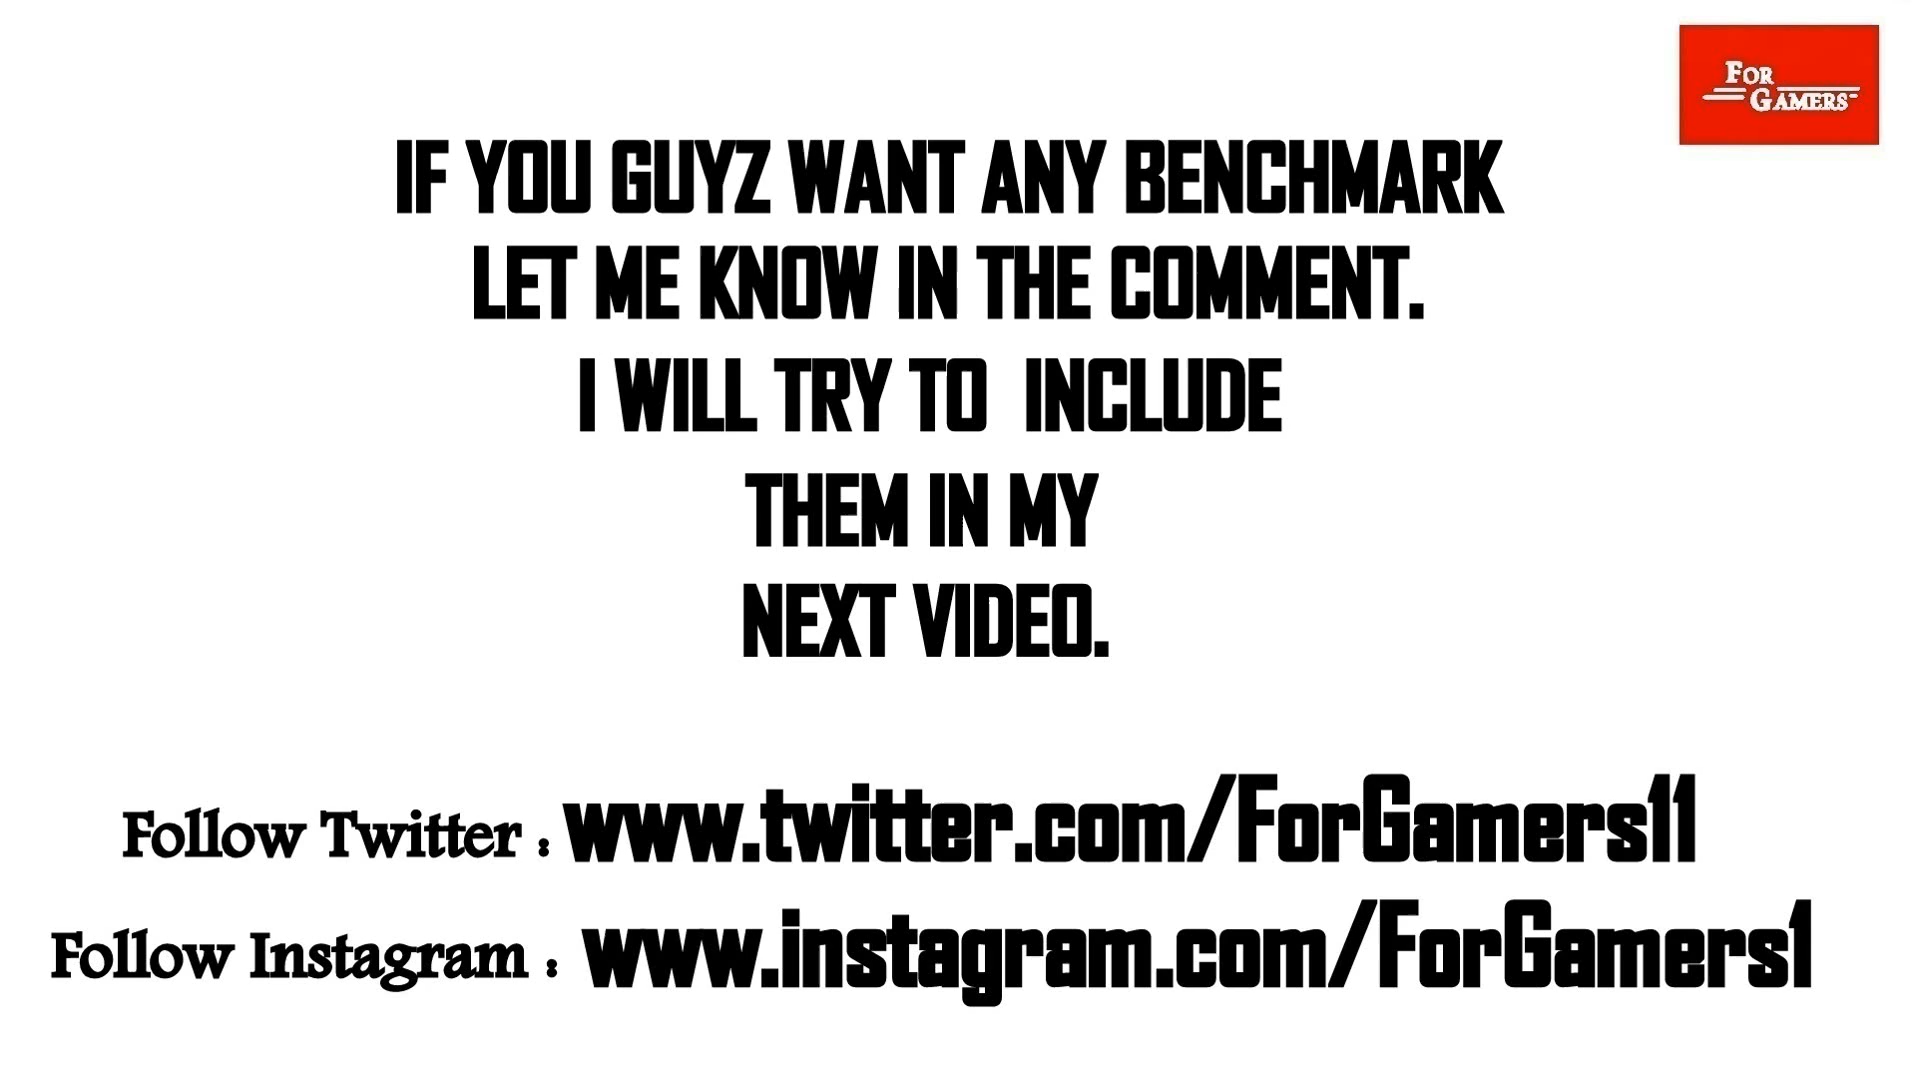 FOR
GAMERS
IF YOU GUYZ WANT ANY BENCHMARK
LET ME KNOW IN THE COMMENT.
I WILL TRY TO INCLUDE
THEM IN MY
NEXT VIDEO.
Follow Twitter : www.twitter.com/ForGamers11
Follow Instagram : www.instagram.com/ForGamers1